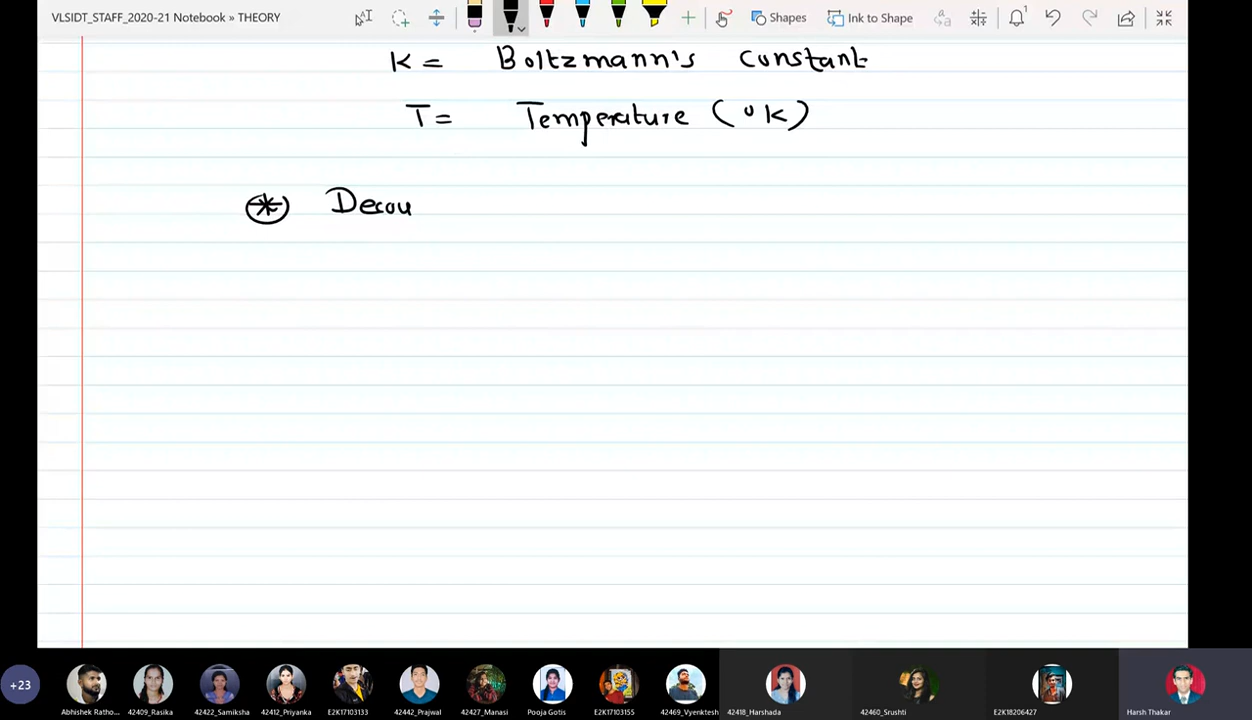 VLSIDT_STAFF_2020-21 Notebook » THEORY
Shapes
Ink to Shape
K = Boltzmann's constant
T = Temperature (°K)
* Decou
+23
Abhishek Ratho...
42409_Rasika
42422_Samiksha
42412_Priyanka
E2K17103133
42442_Prajwal
42427_Manasi
Pooja Gotis
E2K17103155
42469_Vyenktesh
42418_Harshada
42460_Srushti
E2K18206427
Harsh Thakar